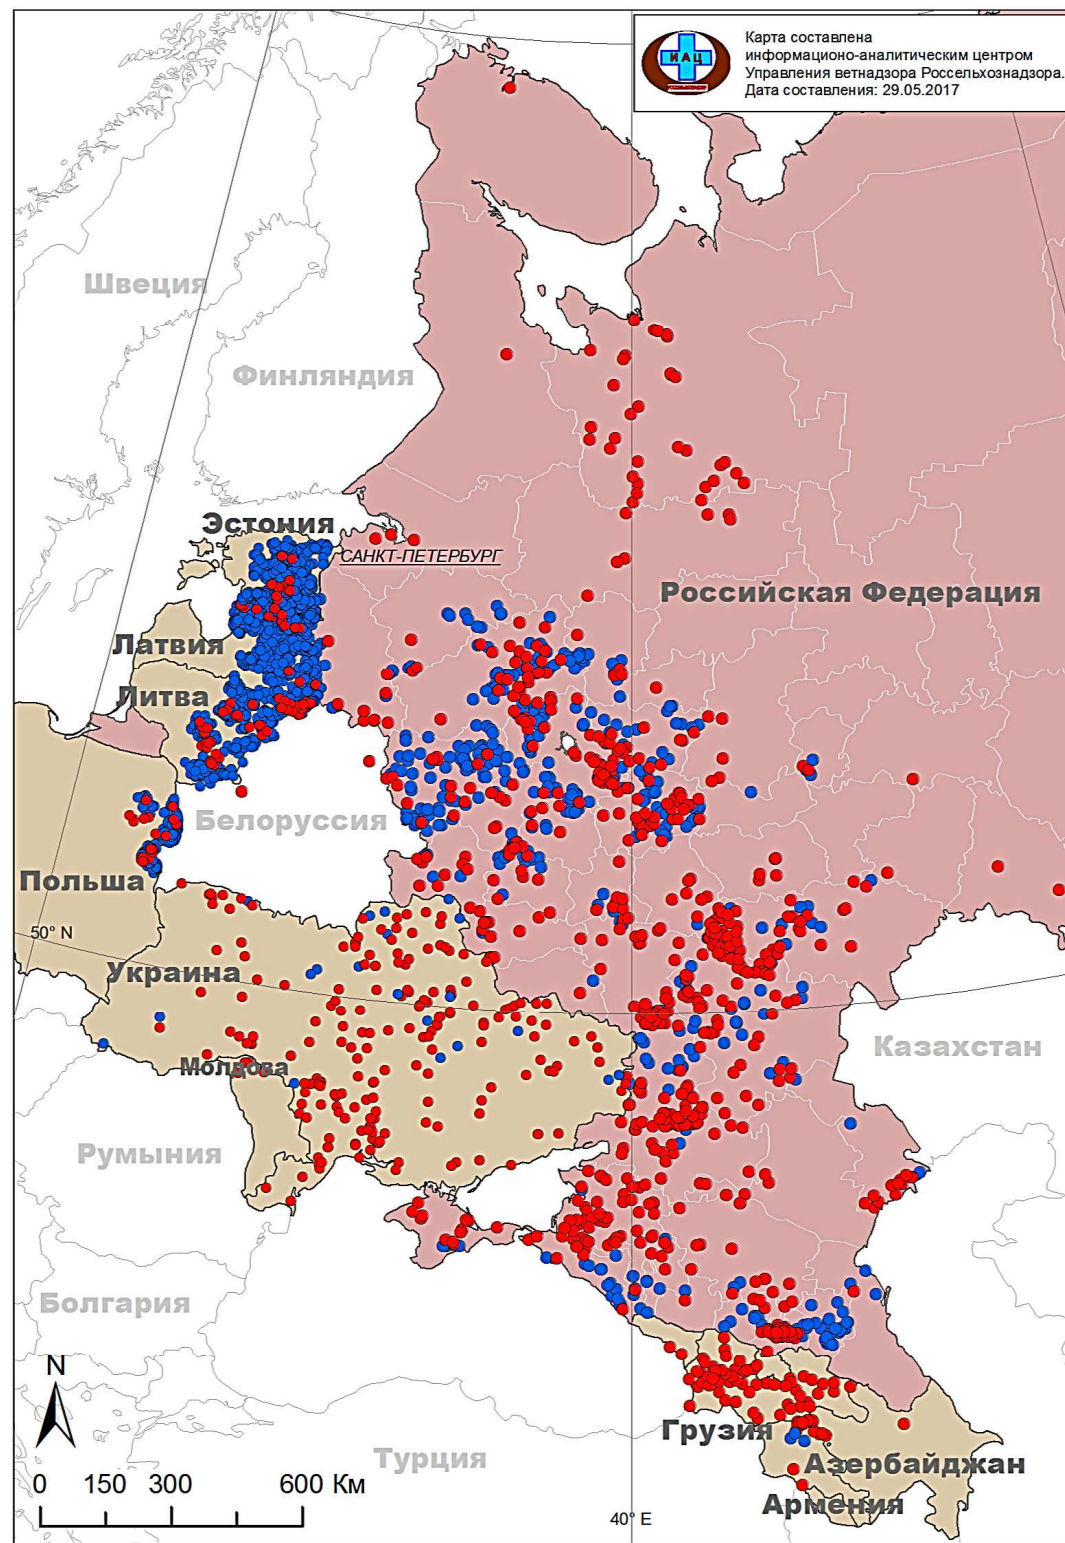 Карта составлена
информационо-аналитическим центром
Управления ветнадзора Россельхознадзора.
Дата составления: 29.05.2017
ИАЦ
Швеция
Финляндия
Эстония
САНКТ-ПЕТЕРБУРГ
Российская Федерация
Латвия
Литва
Белоруссия
Польша
50° N
Украина
Казахстан
Молдова
Румыния
Болгария
N
Грузия
Турция
Азербайджан
0 150 300 600 Км
Армения
40° E